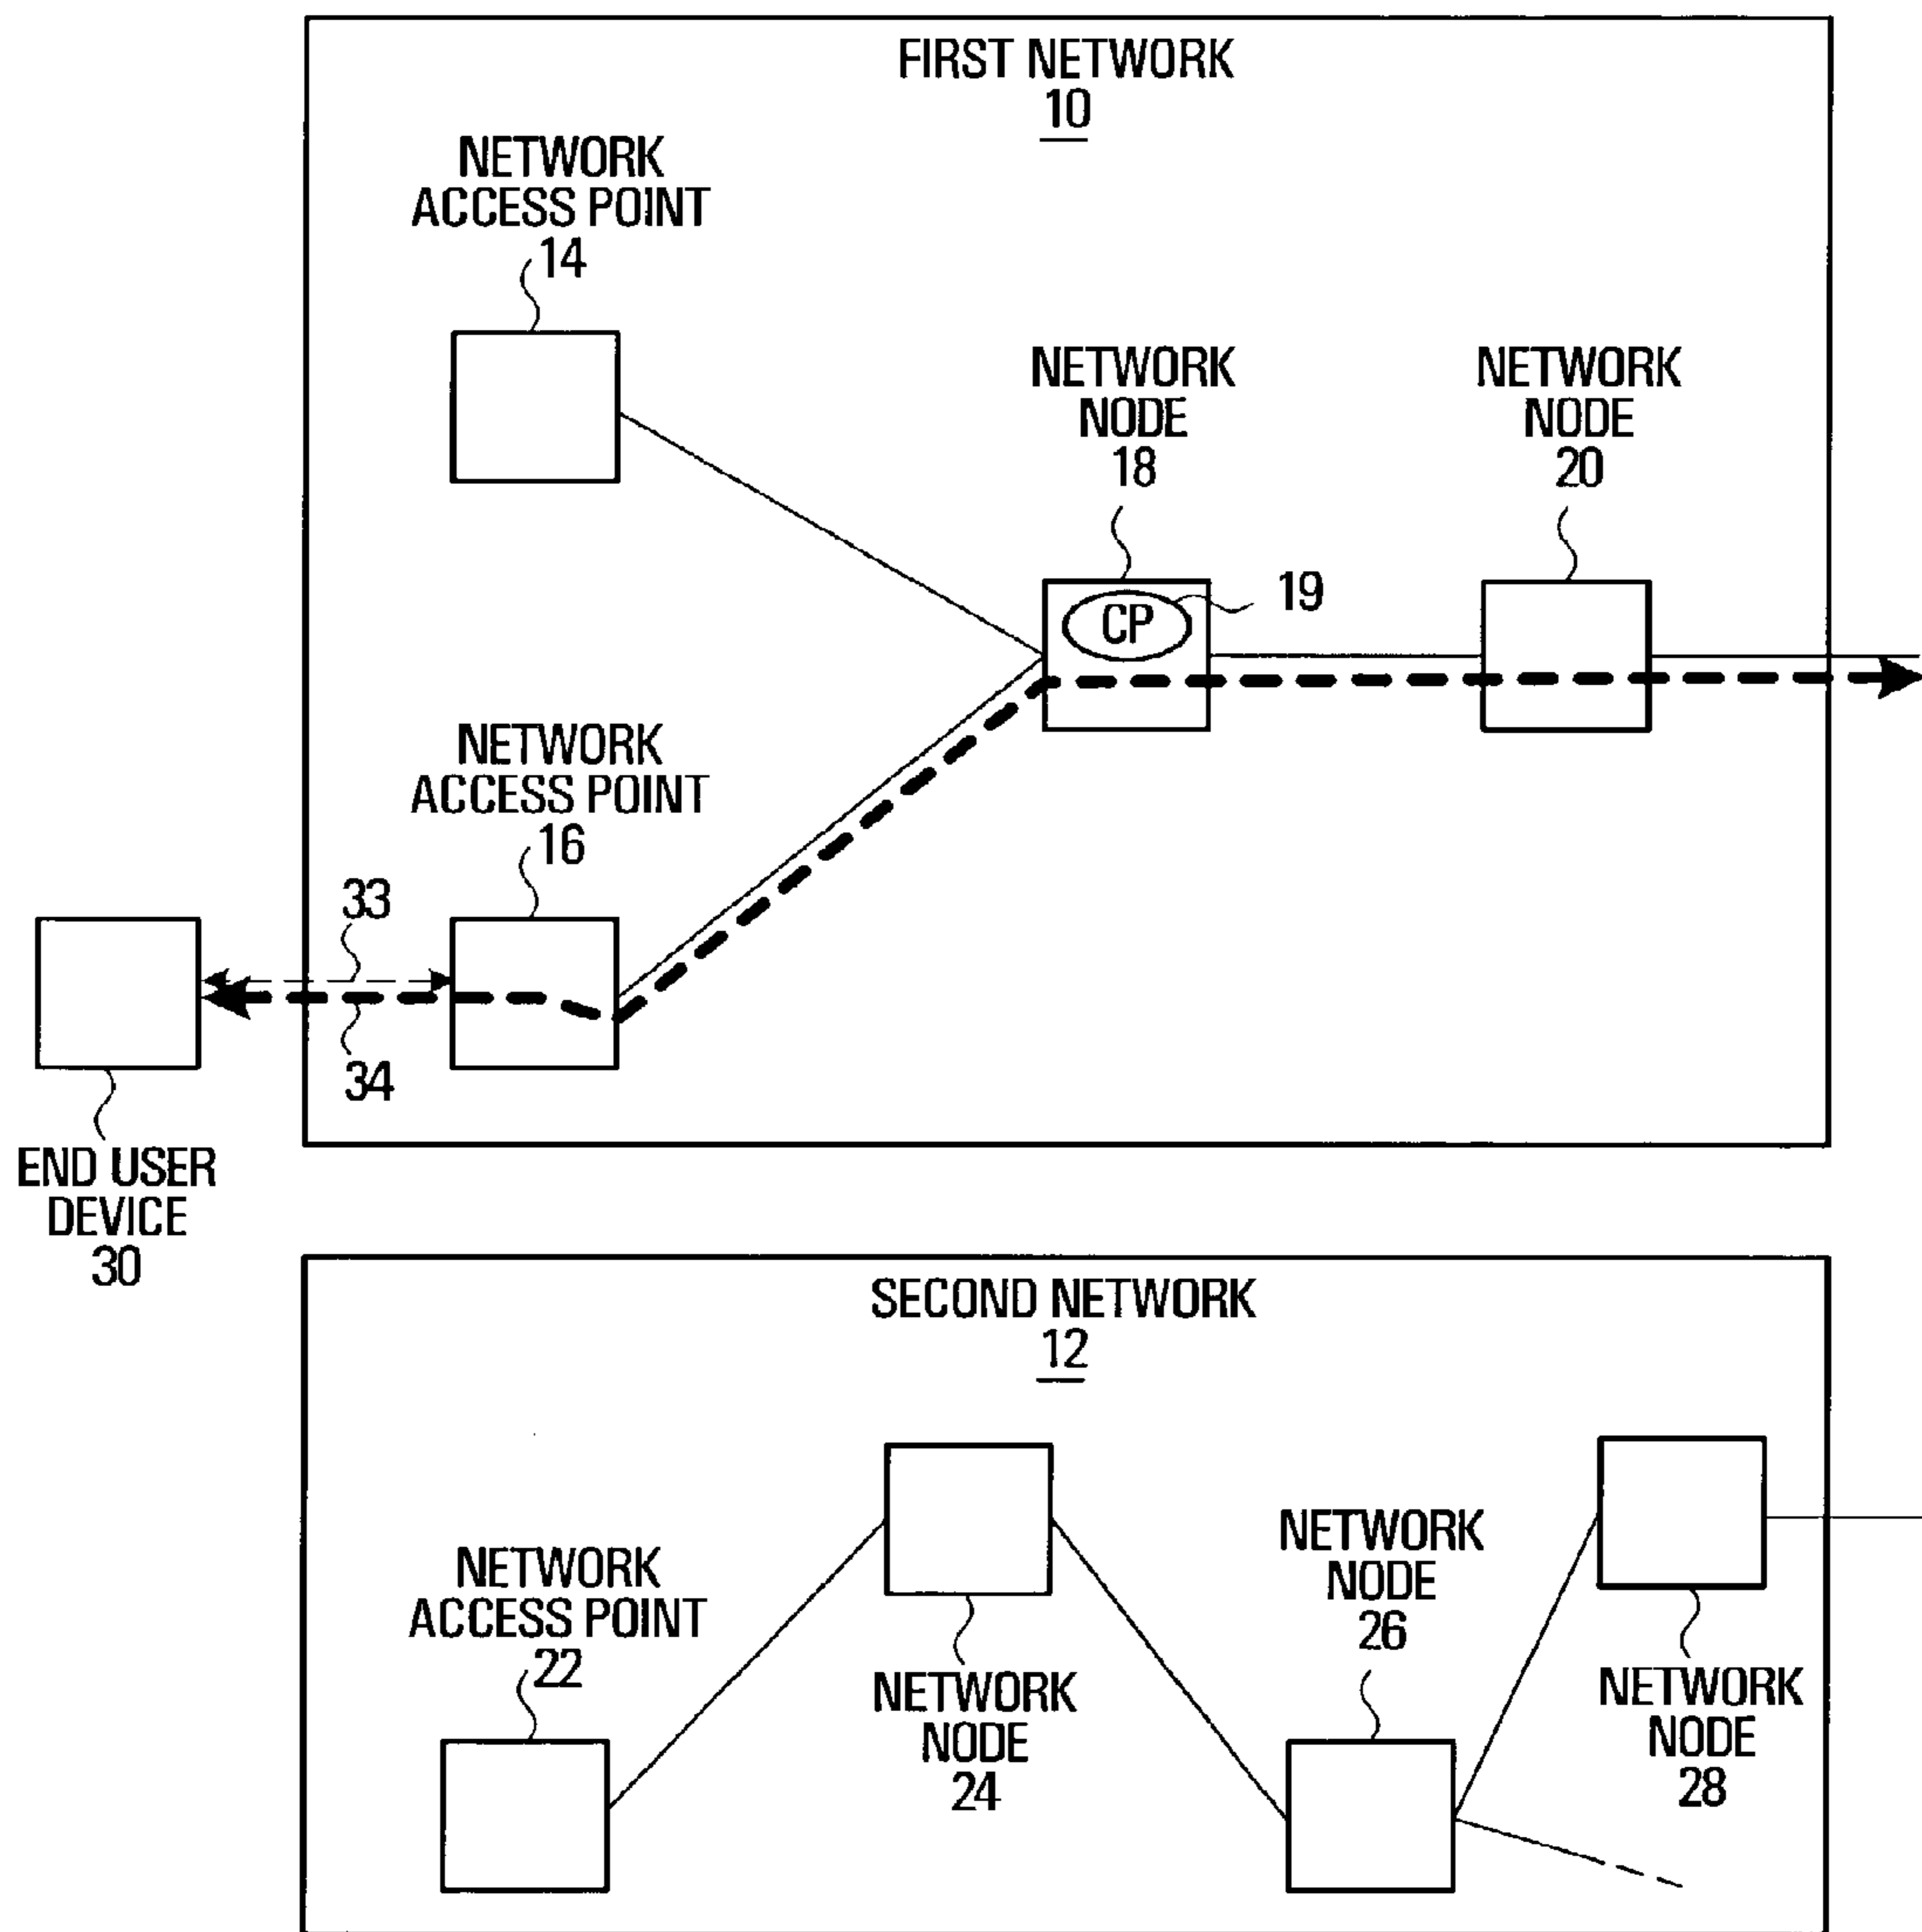 FIRST NETWORK
10
NETWORK
ACCESS POINT
14
NETWORK
NODE
18
NETWORK
NODE
20
CP
19
NETWORK
ACCESS POINT
16
33
34
END USER
DEVICE
30
SECOND NETWORK
12
NETWORK
ACCESS POINT
22
NETWORK
NODE
24
NETWORK
NODE
26
NETWORK
NODE
28